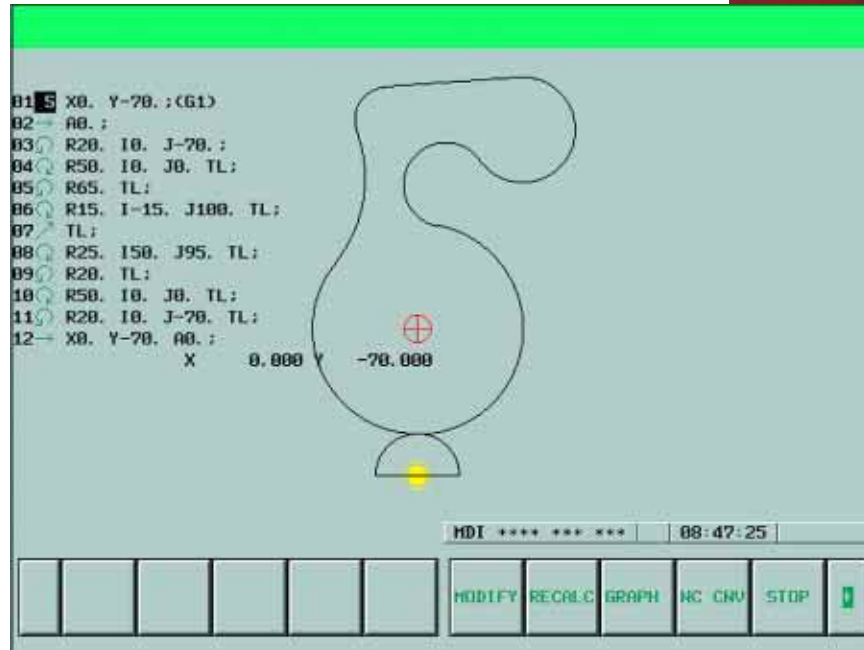 01 S X0. Y-70.;(G1)
02→ A0.;
03 R20. I0. J-70.;
04 R50. I0. J0. TL;
05 R65. TL;
06 R15. I-15. J100. TL;
07↗ TL;
08 R25. I50. J95. TL;
09 R20. TL;
10 R50. I0. J0. TL;
11 R20. I0. J-70. TL;
12→ X0. Y-70. A0.;
X 0.000 Y -70.000
MDI **** *** *** 08:47:25
MODIFY RECALC GRAPH NC CNV STOP